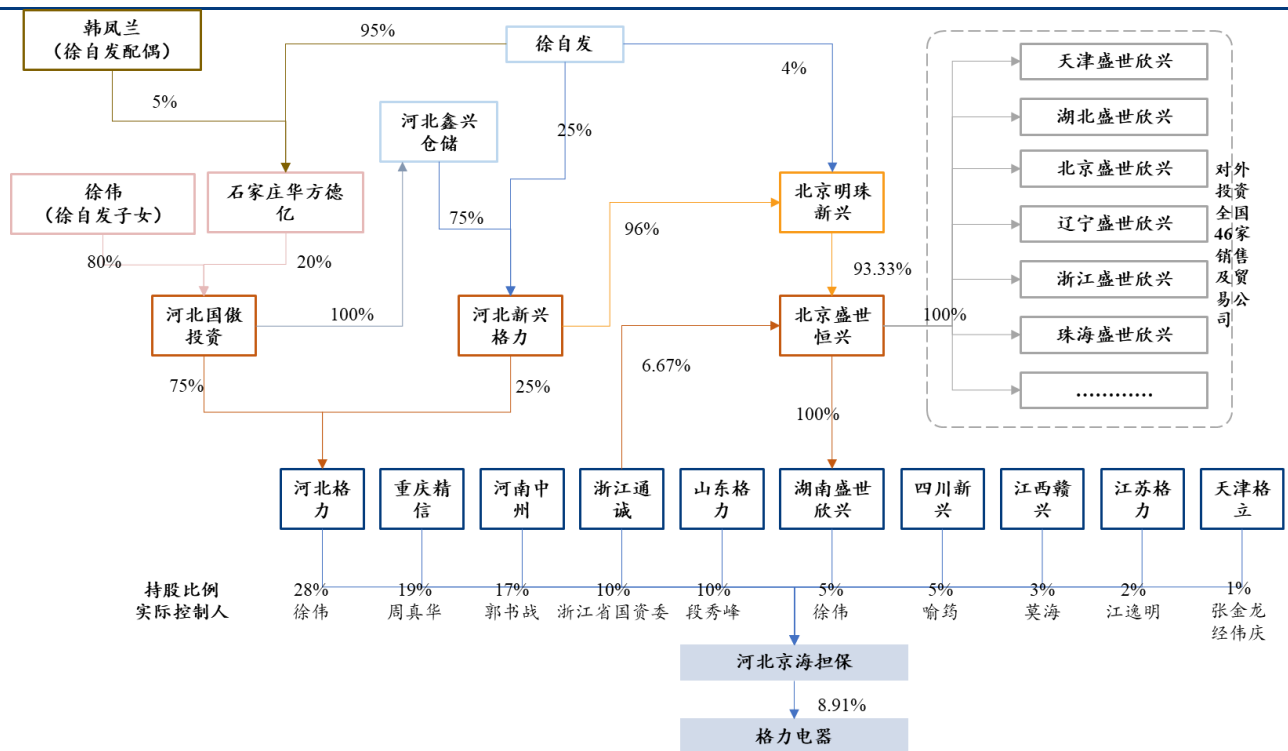 韩凤兰
（徐自发配偶）
95%
徐自发
4%
5%
河北鑫兴
仓储
25%
徐伟
（徐自发子女）
石家庄华方德
亿
75%
96%
北京明珠
新兴
80%
20%
93.33%
河北国傲
投资
100%
河北新兴
格力
北京盛世
恒兴
100%
75%
25%
6.67%
100%
天津盛世欣兴
湖北盛世欣兴
北京盛世欣兴
辽宁盛世欣兴
浙江盛世欣兴
珠海盛世欣兴
…………
对外
投资
全国
46家
销售
及贸
易公
司
河北格
力
重庆精
信
河南中
州
浙江通
诚
山东格
力
湖南盛世
欣兴
四川新
兴
江西赣
兴
江苏格
力
天津格
立
持股比例 28% 19% 17% 10% 10% 5% 5% 3% 2% 1%
实际控制人 徐伟 周真华 郭书战 浙江省国资委 段秀峰 徐伟 喻筠 莫海 江逸明 张金龙
经伟庆
河北京海担保
8.91%
格力电器